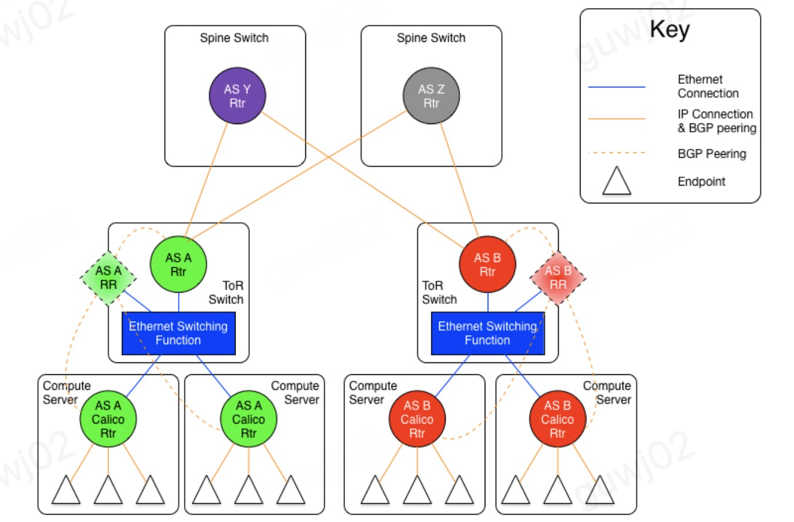 Spine Switch
Spine Switch
AS Y
Rtr
AS Z
Rtr
Key
Ethernet
Connection
IP Connection
& BGP peering
BGP Peering
Endpoint
AS A
RR
AS A
Rtr
ToR
Switch
Ethernet Switching
Function
AS B
Rtr
AS B
RR
ToR
Switch
Ethernet Switching
Function
Compute
Server
AS A
Calico
Rtr
Compute
Server
AS A
Calico
Rtr
Compute
Server
AS B
Calico
Rtr
Compute
Server
AS B
Calico
Rtr
guwj02
guwj02
wj02
wj02